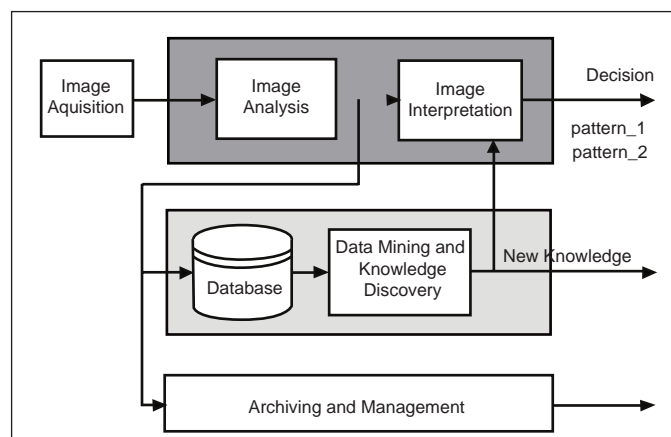 Image
Aquisition
Image
Analysis
Image
Interpretation
Decision
pattern_1
pattern_2
Database
Data Mining and
Knowledge
Discovery
New Knowledge
Archiving and Management